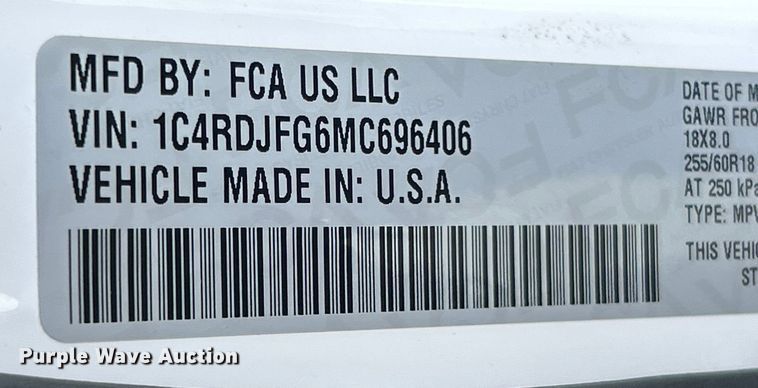 MFD BY: FCA US LLC
VIN: 1C4RDJFG6MC696406
VEHICLE MADE IN: U.S.A.
DATE OF M
GAWR FRO
18X8.0
255/60R18
AT 250 kPa
TYPE: MPV
THIS VEHI
ST
Purple Wave Auction